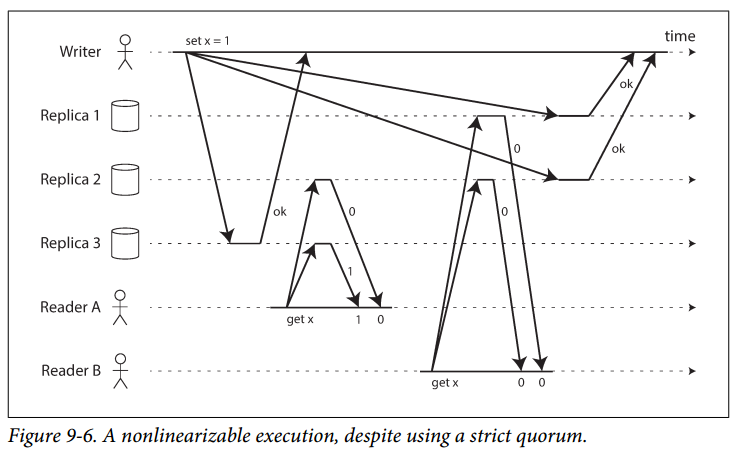 set x = 1
time
Writer
ok
Replica 1
0
ok
Replica 2
0
0
Replica 3
ok
1
Reader A
get x
1
0
Reader B
get x
0
0
Figure 9-6. A nonlinearizable execution, despite using a strict quorum.